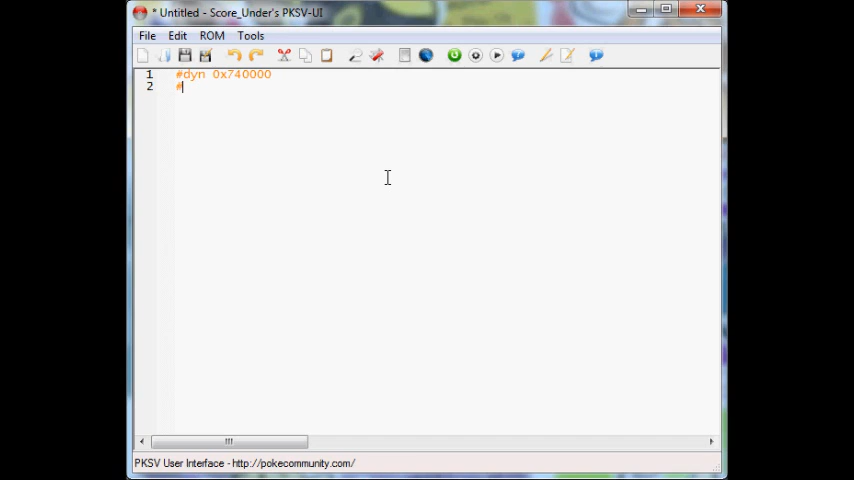 * Untitled - Score_Under's PKSV-UI
File Edit ROM Tools
1 #dyn 0x740000
2 #
PKSV User Interface - http://pokecommunity.com/